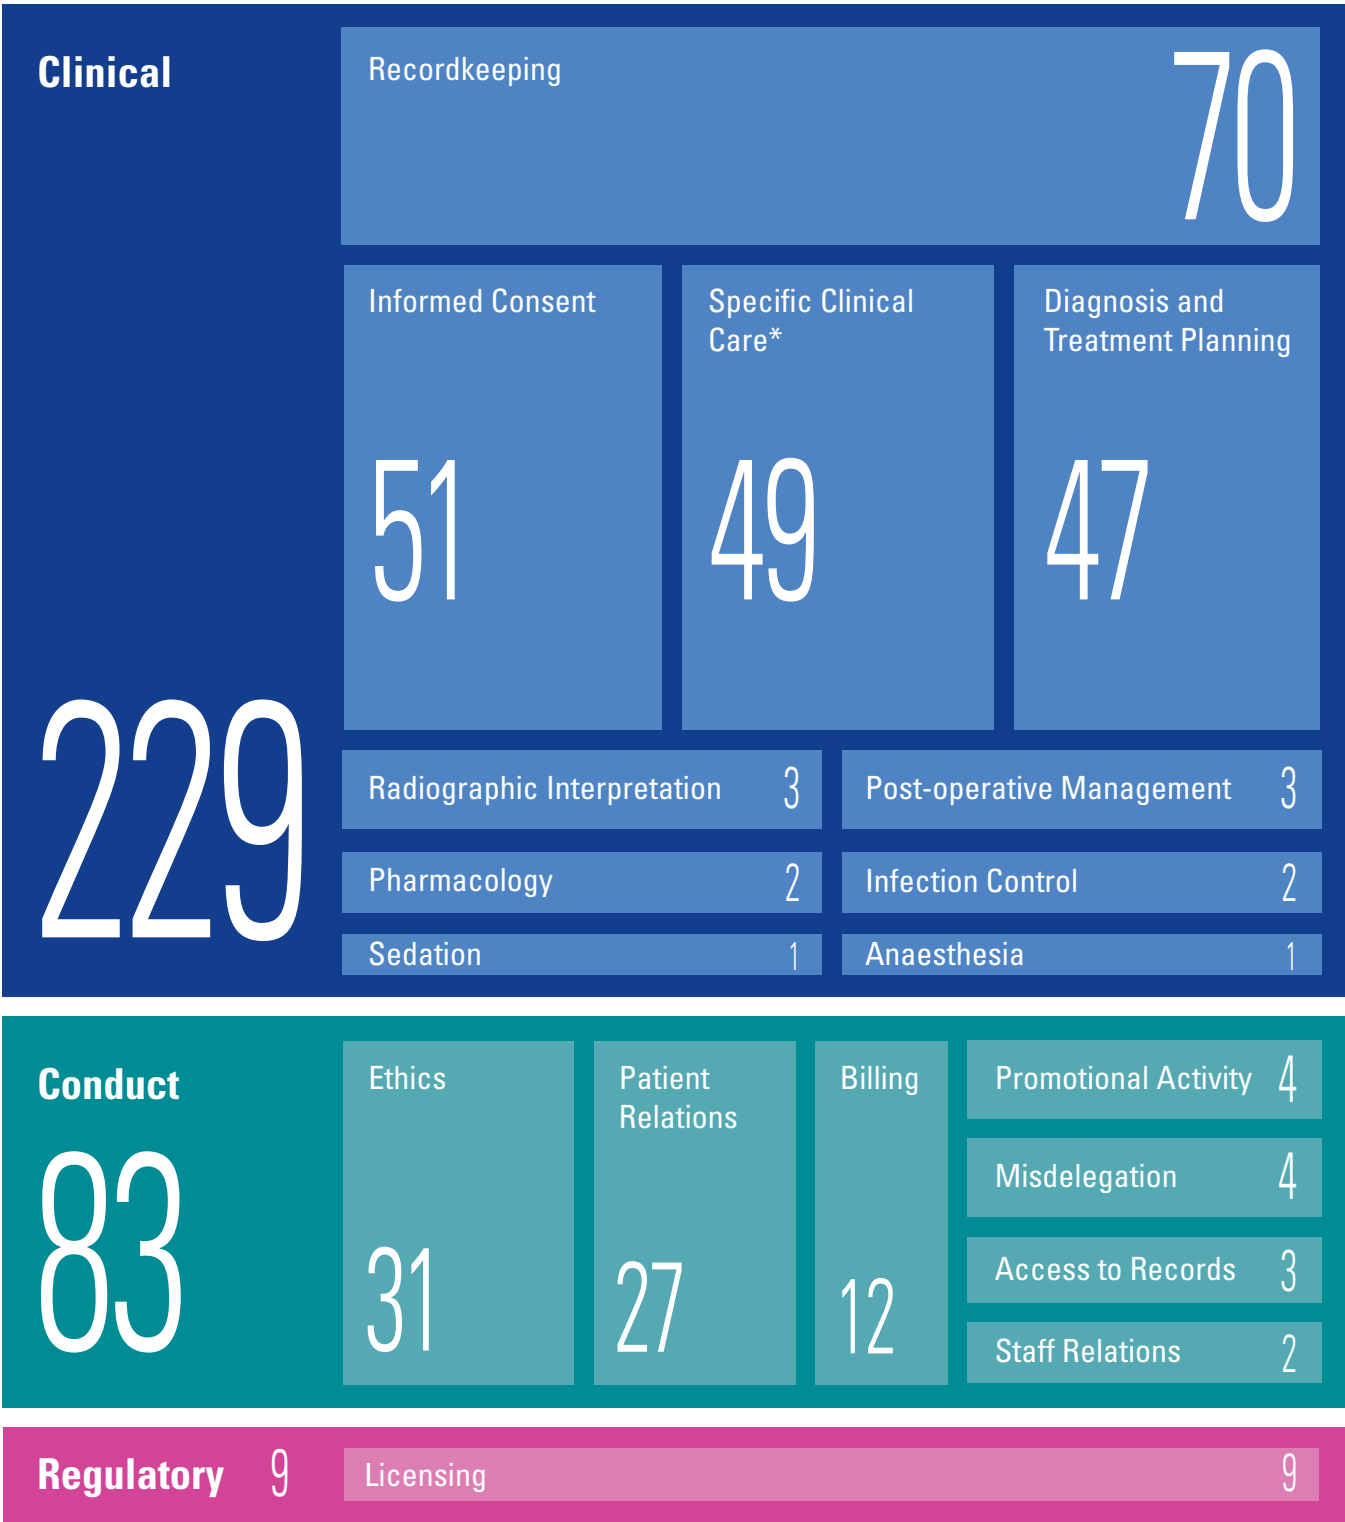 Clinical
229
Recordkeeping
70
Informed Consent
51
Specific Clinical
Care*
49
Diagnosis and
Treatment Planning
47
Radiographic Interpretation 3
Post-operative Management 3
Pharmacology 2
Infection Control 2
Sedation 1
Anaesthesia 1
Conduct
83
Ethics
31
Patient
Relations
27
Billing
12
Promotional Activity 4
Misdelegation 4
Access to Records 3
Staff Relations 2
Regulatory 9
Licensing 9